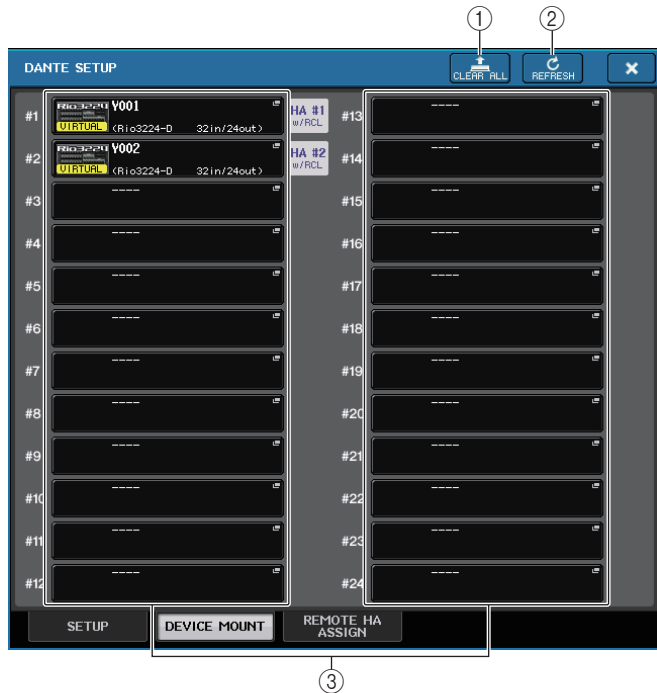 ① ②
DANTE SETUP CLEAR ALL REFRESH ×
#1 Rio3224 Y001 HA #1 #13 ----
VIRTUAL (Rio3224-D 32in/24out) w/RCL
#2 Rio3224 Y002 HA #2 #14 ----
VIRTUAL (Rio3224-D 32in/24out) w/RCL
#3 ---- #15 ----
#4 ---- #16 ----
#5 ---- #17 ----
#6 ---- #18 ----
#7 ---- #19 ----
#8 ---- #20 ----
#9 ---- #21 ----
#10 ---- #22 ----
#11 ---- #23 ----
#12 ---- #24 ----
SETUP DEVICE MOUNT REMOTE HA
ASSIGN
③